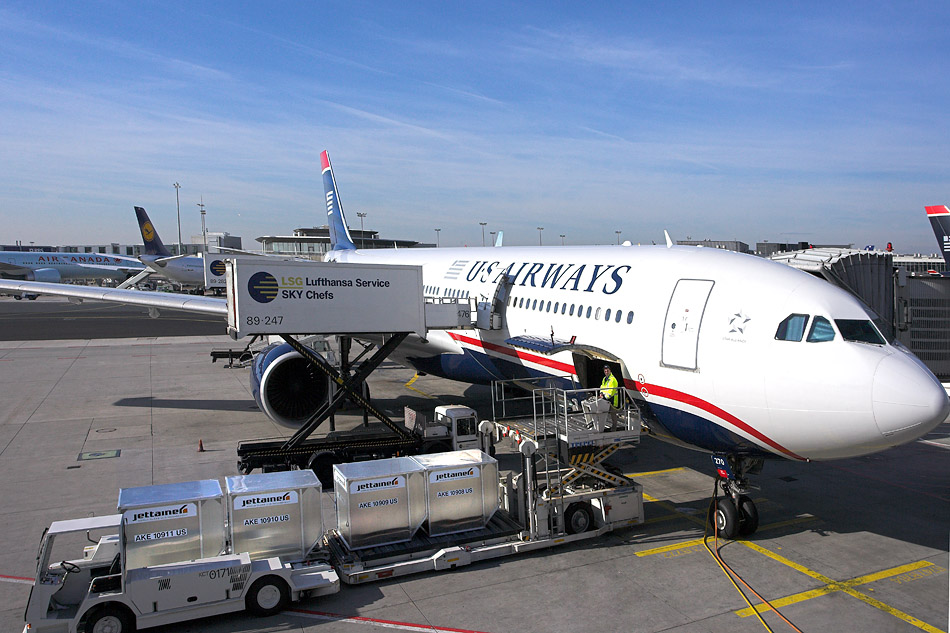 AIR CANADA
LSG Lufthansa Service
SKY Chefs
89-247
U·S AIRWAYS
270
jettainer
AKE 10911 US
jettainer
AKE 10910 US
jettainer
AKE 10909 US
jettainer
AKE 10908 US
0171